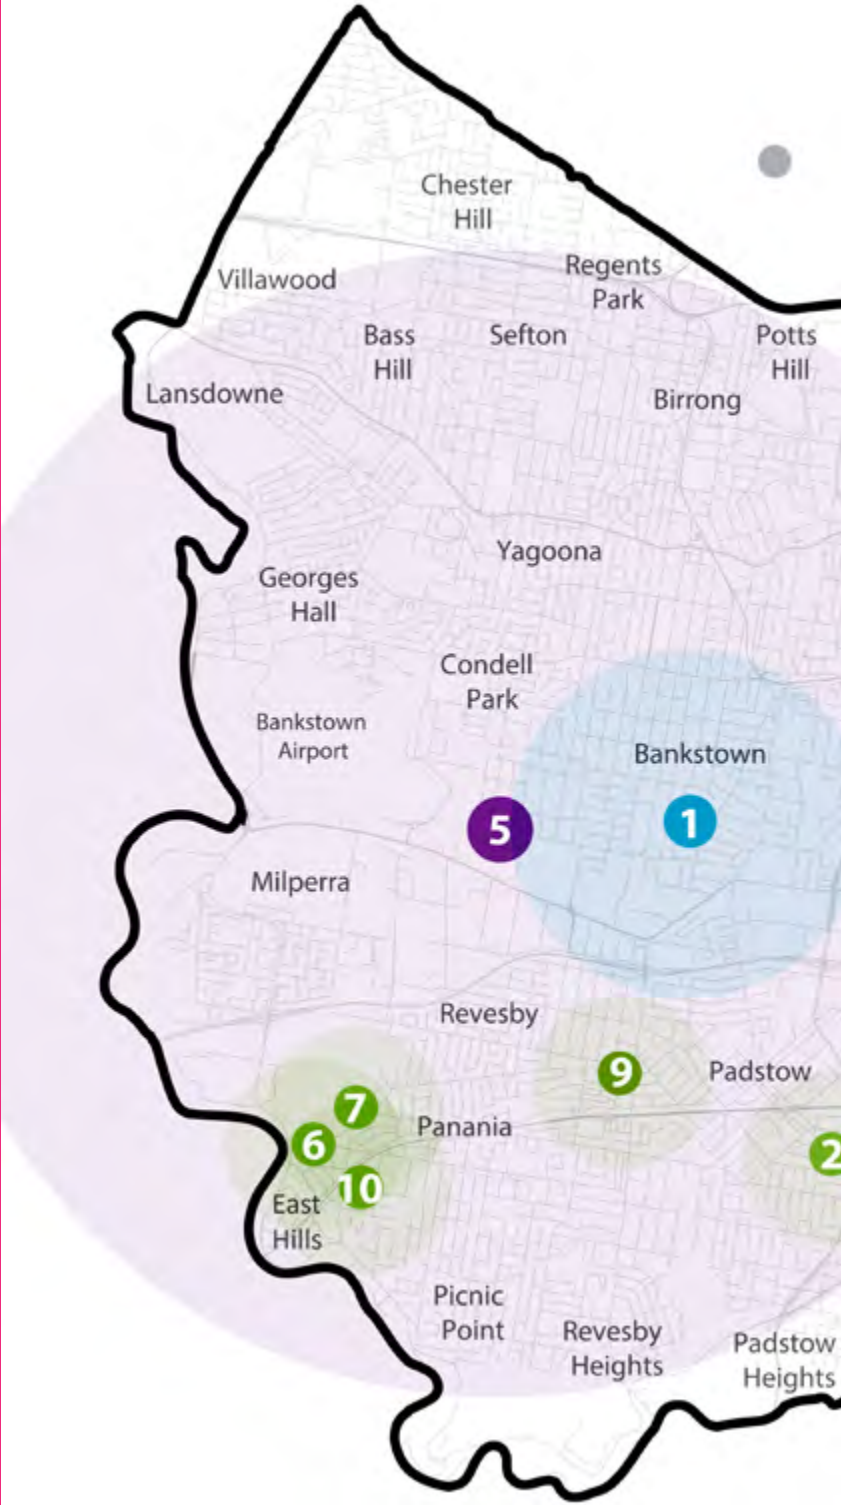 Chester
Hill
Regents
Park
Villawood
Bass
Hill
Sefton
Potts
Hill
Lansdowne
Birrong
Yagoona
Georges
Hall
Condell
Park
Bankstown
Airport
Bankstown
5
1
Milperra
Revesby
9
Padstow
7
Panania
6
2
10
East
Hills
Picnic
Point
Revesby
Heights
Padstow
Heights